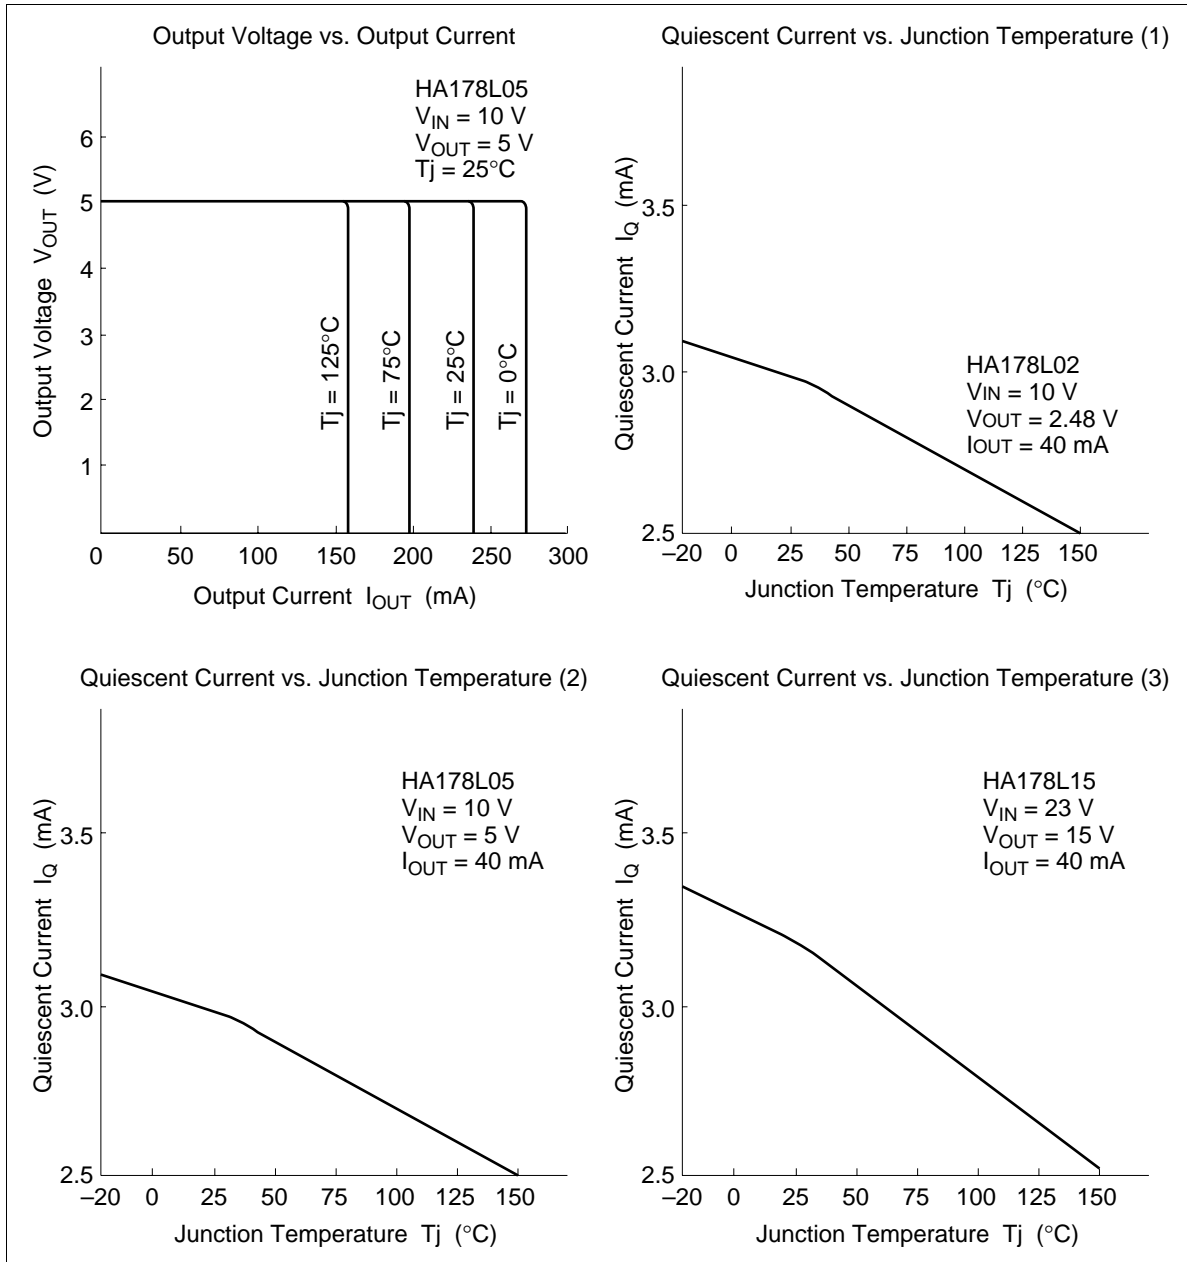 Output Voltage vs. Output Current
HA178L05
VIN = 10 V
VOUT = 5 V
Tj = 25°C
Output Voltage VOUT (V)
6
5
4
3
2
1
Tj = 125°C
Tj = 75°C
Tj = 25°C
Tj = 0°C
0 50 100 150 200 250 300
Output Current IOUT (mA)
Quiescent Current vs. Junction Temperature (1)
Quiescent Current IQ (mA)
3.5
3.0
2.5
HA178L02
VIN = 10 V
VOUT = 2.48 V
IOUT = 40 mA
–20 0 25 50 75 100 125 150
Junction Temperature Tj (°C)
Quiescent Current vs. Junction Temperature (2)
HA178L05
VIN = 10 V
VOUT = 5 V
IOUT = 40 mA
Quiescent Current IQ (mA)
3.5
3.0
2.5
–20 0 25 50 75 100 125 150
Junction Temperature Tj (°C)
Quiescent Current vs. Junction Temperature (3)
HA178L15
VIN = 23 V
VOUT = 15 V
IOUT = 40 mA
Quiescent Current IQ (mA)
3.5
3.0
2.5
–20 0 25 50 75 100 125 150
Junction Temperature Tj (°C)